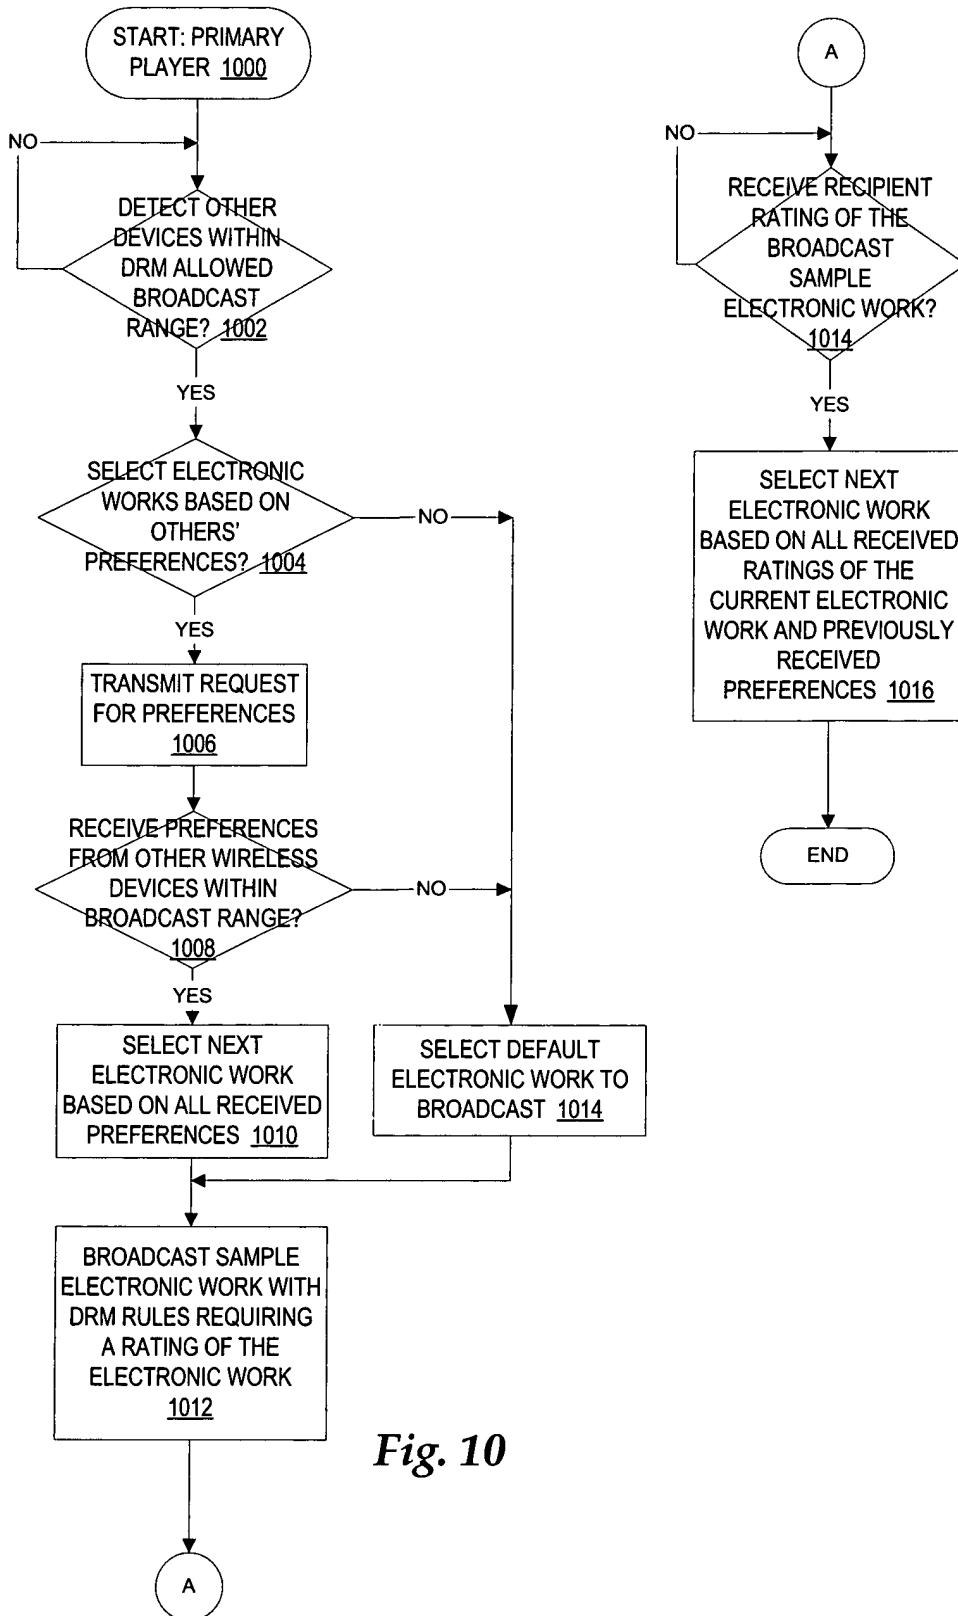 START: PRIMARY
PLAYER 1000
NO
DETECT OTHER
DEVICES WITHIN
DRM ALLOWED
BROADCAST
RANGE? 1002
YES
SELECT ELECTRONIC
WORKS BASED ON
OTHERS'
PREFERENCES? 1004
NO
YES
TRANSMIT REQUEST
FOR PREFERENCES
1006
RECEIVE PREFERENCES
FROM OTHER WIRELESS
DEVICES WITHIN
BROADCAST RANGE?
1008
NO
YES
SELECT NEXT
ELECTRONIC WORK
BASED ON ALL RECEIVED
PREFERENCES 1010
SELECT DEFAULT
ELECTRONIC WORK TO
BROADCAST 1014
BROADCAST SAMPLE
ELECTRONIC WORK WITH
DRM RULES REQUIRING
A RATING OF THE
ELECTRONIC WORK
1012
A
A
NO
RECEIVE RECIPIENT
RATING OF THE
BROADCAST
SAMPLE
ELECTRONIC WORK?
1014
YES
SELECT NEXT
ELECTRONIC WORK
BASED ON ALL RECEIVED
RATINGS OF THE
CURRENT ELECTRONIC
WORK AND PREVIOUSLY
RECEIVED
PREFERENCES 1016
END
Fig. 10